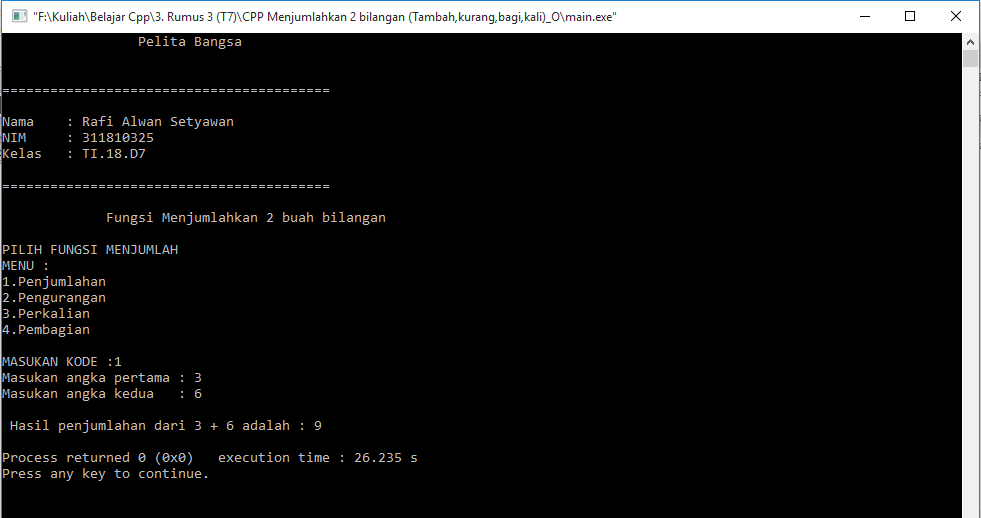 "F:\Kuliah\Belajar Cpp\3. Rumus 3 (T7)\CPP Menjumlahkan 2 bilangan (Tambah,kurang,bagi,kali)_O\main.exe"
Pelita Bangsa
=========================================
Nama    : Rafi Alwan Setyawan
NIM     : 311810325
Kelas   : TI.18.D7
=========================================
Fungsi Menjumlahkan 2 buah bilangan
PILIH FUNGSI MENJUMLAH
MENU :
1.Penjumlahan
2.Pengurangan
3.Perkalian
4.Pembagian
MASUKAN KODE :1
Masukan angka pertama : 3
Masukan angka kedua   : 6
Hasil penjumlahan dari 3 + 6 adalah : 9
Process returned 0 (0x0)   execution time : 26.235 s
Press any key to continue.